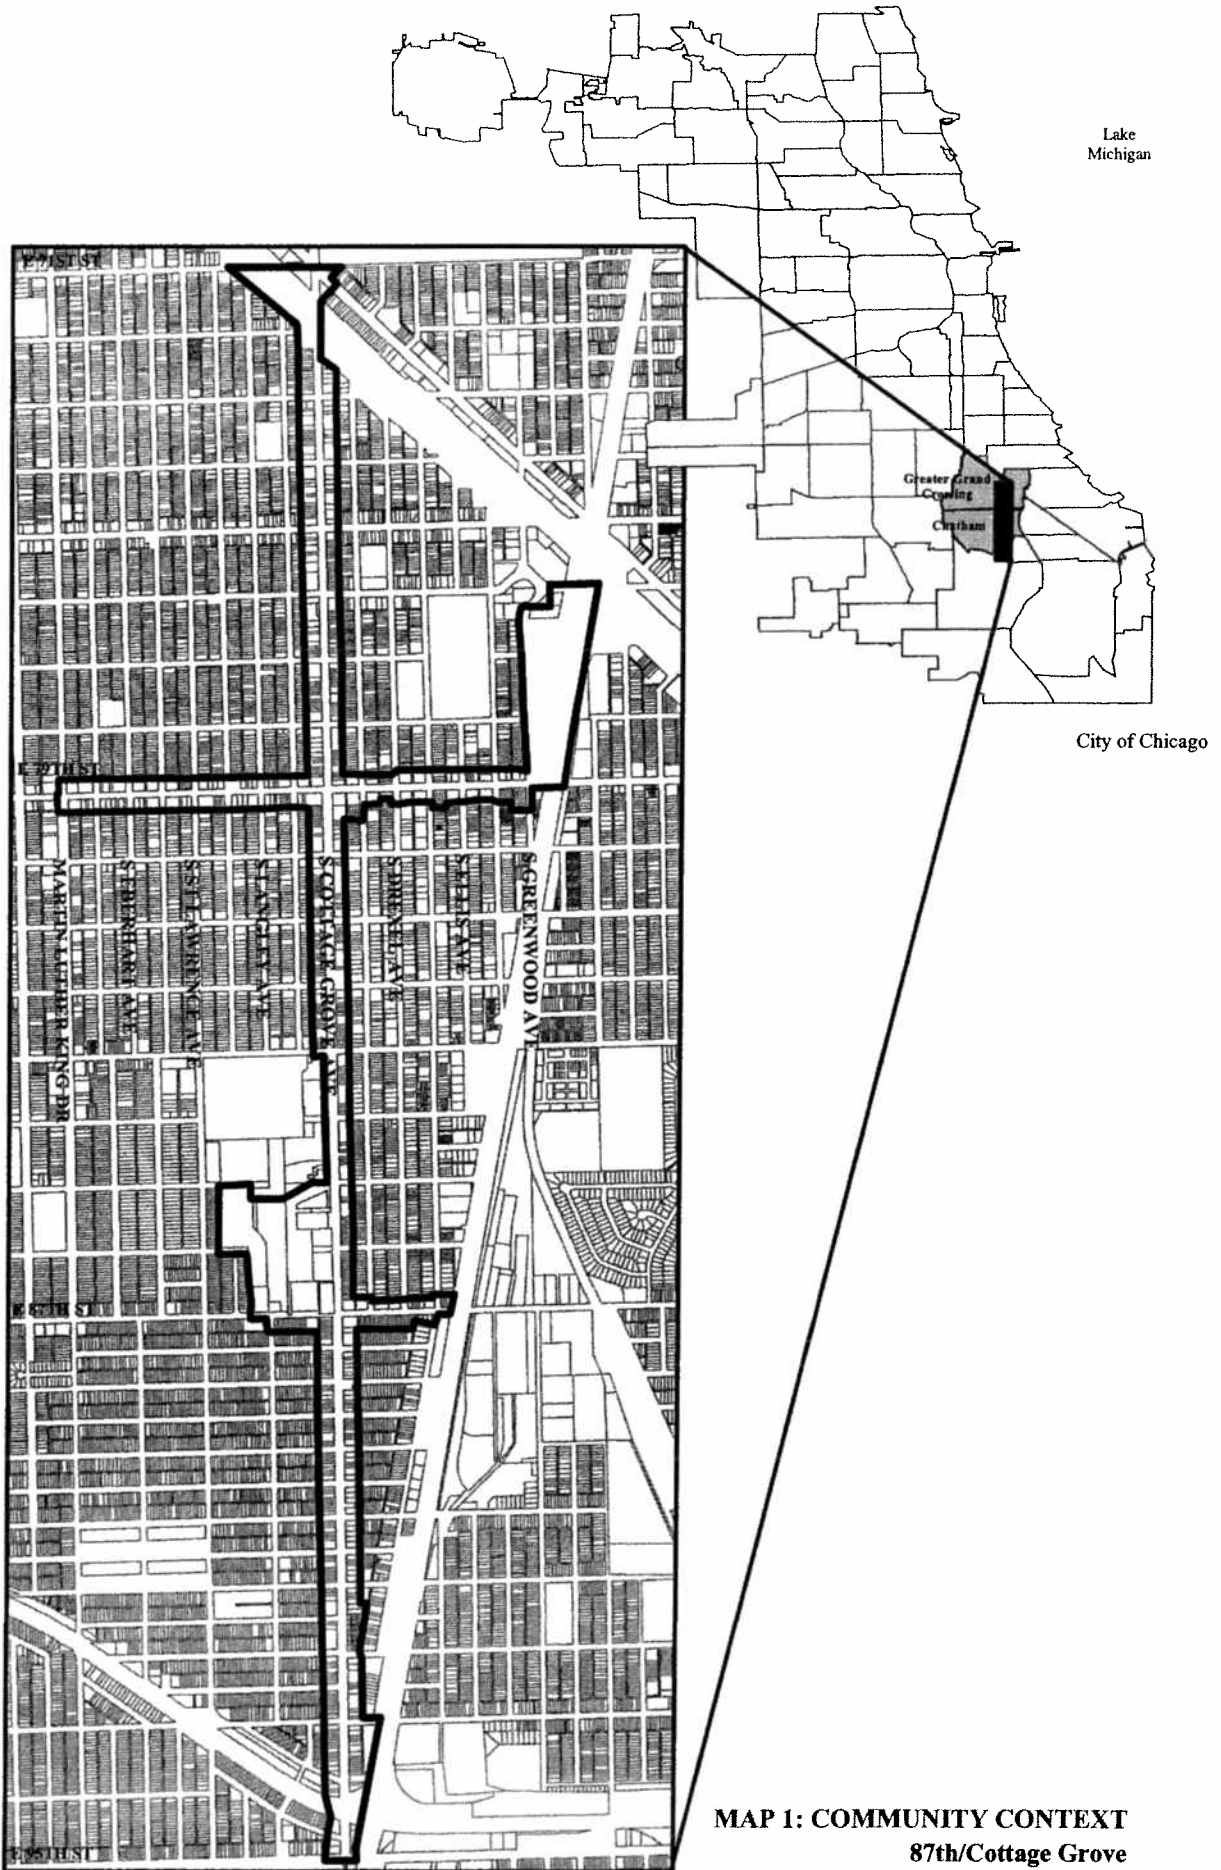 Lake
Michigan
E 71ST ST
Greater Grand
Crossing
Chatham
City of Chicago
E 79TH ST
MARTIN LUTHER KING DR
S EBERHART AVE
S ST LAWRENCE AVE
S LANGLEY AVE
S COTTAGE GROVE AVE
S DREXEL AVE
S ELLIS AVE
S GREENWOOD AVE
E 87TH ST
E 95TH ST
MAP 1: COMMUNITY CONTEXT
87th/Cottage Grove